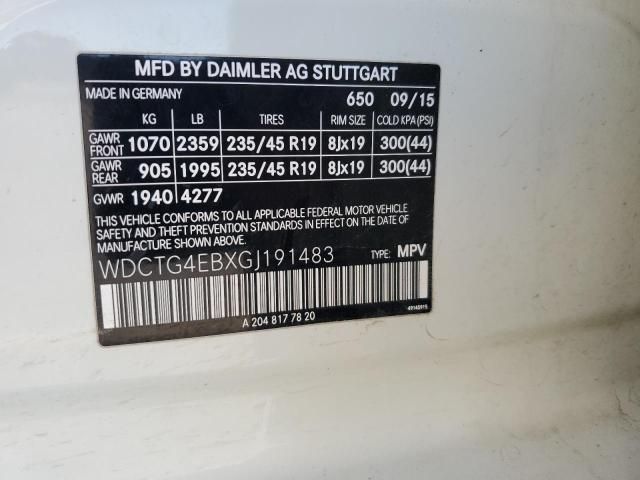 MFD BY DAIMLER AG STUTTGART
MADE IN GERMANY 650 09/15
KG LB TIRES RIM SIZE COLD KPA(PSI)
GAWR FRONT 1070 2359 235/45 R19 8Jx19 300(44)
GAWR REAR 905 1995 235/45 R19 8Jx19 300(44)
GVWR 1940 4277
THIS VEHICLE CONFORMS TO ALL APPLICABLE FEDERAL MOTOR VEHICLE
SAFETY, BUMPER, AND THEFT PREVENTION STANDARDS IN EFFECT ON THE
DATE OF MANUFACTURE SHOWN ABOVE.
WDCTG4EBXGJ191483 TYPE: MPV
A 204 817 78 20